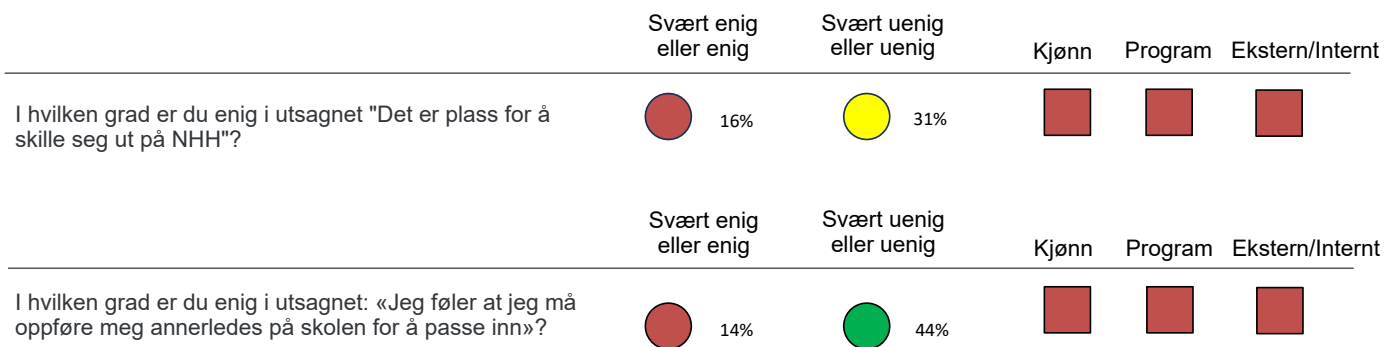 Svært enig
eller enig
Svært uenig
eller uenig
Kjønn
Program
Ekstern/Internt
I hvilken grad er du enig i utsagnet "Det er plass for å
skille seg ut på NHH"?
16%
31%
Svært enig
eller enig
Svært uenig
eller uenig
Kjønn
Program
Ekstern/Internt
I hvilken grad er du enig i utsagnet: «Jeg føler at jeg må
oppføre meg annerledes på skolen for å passe inn»?
14%
44%